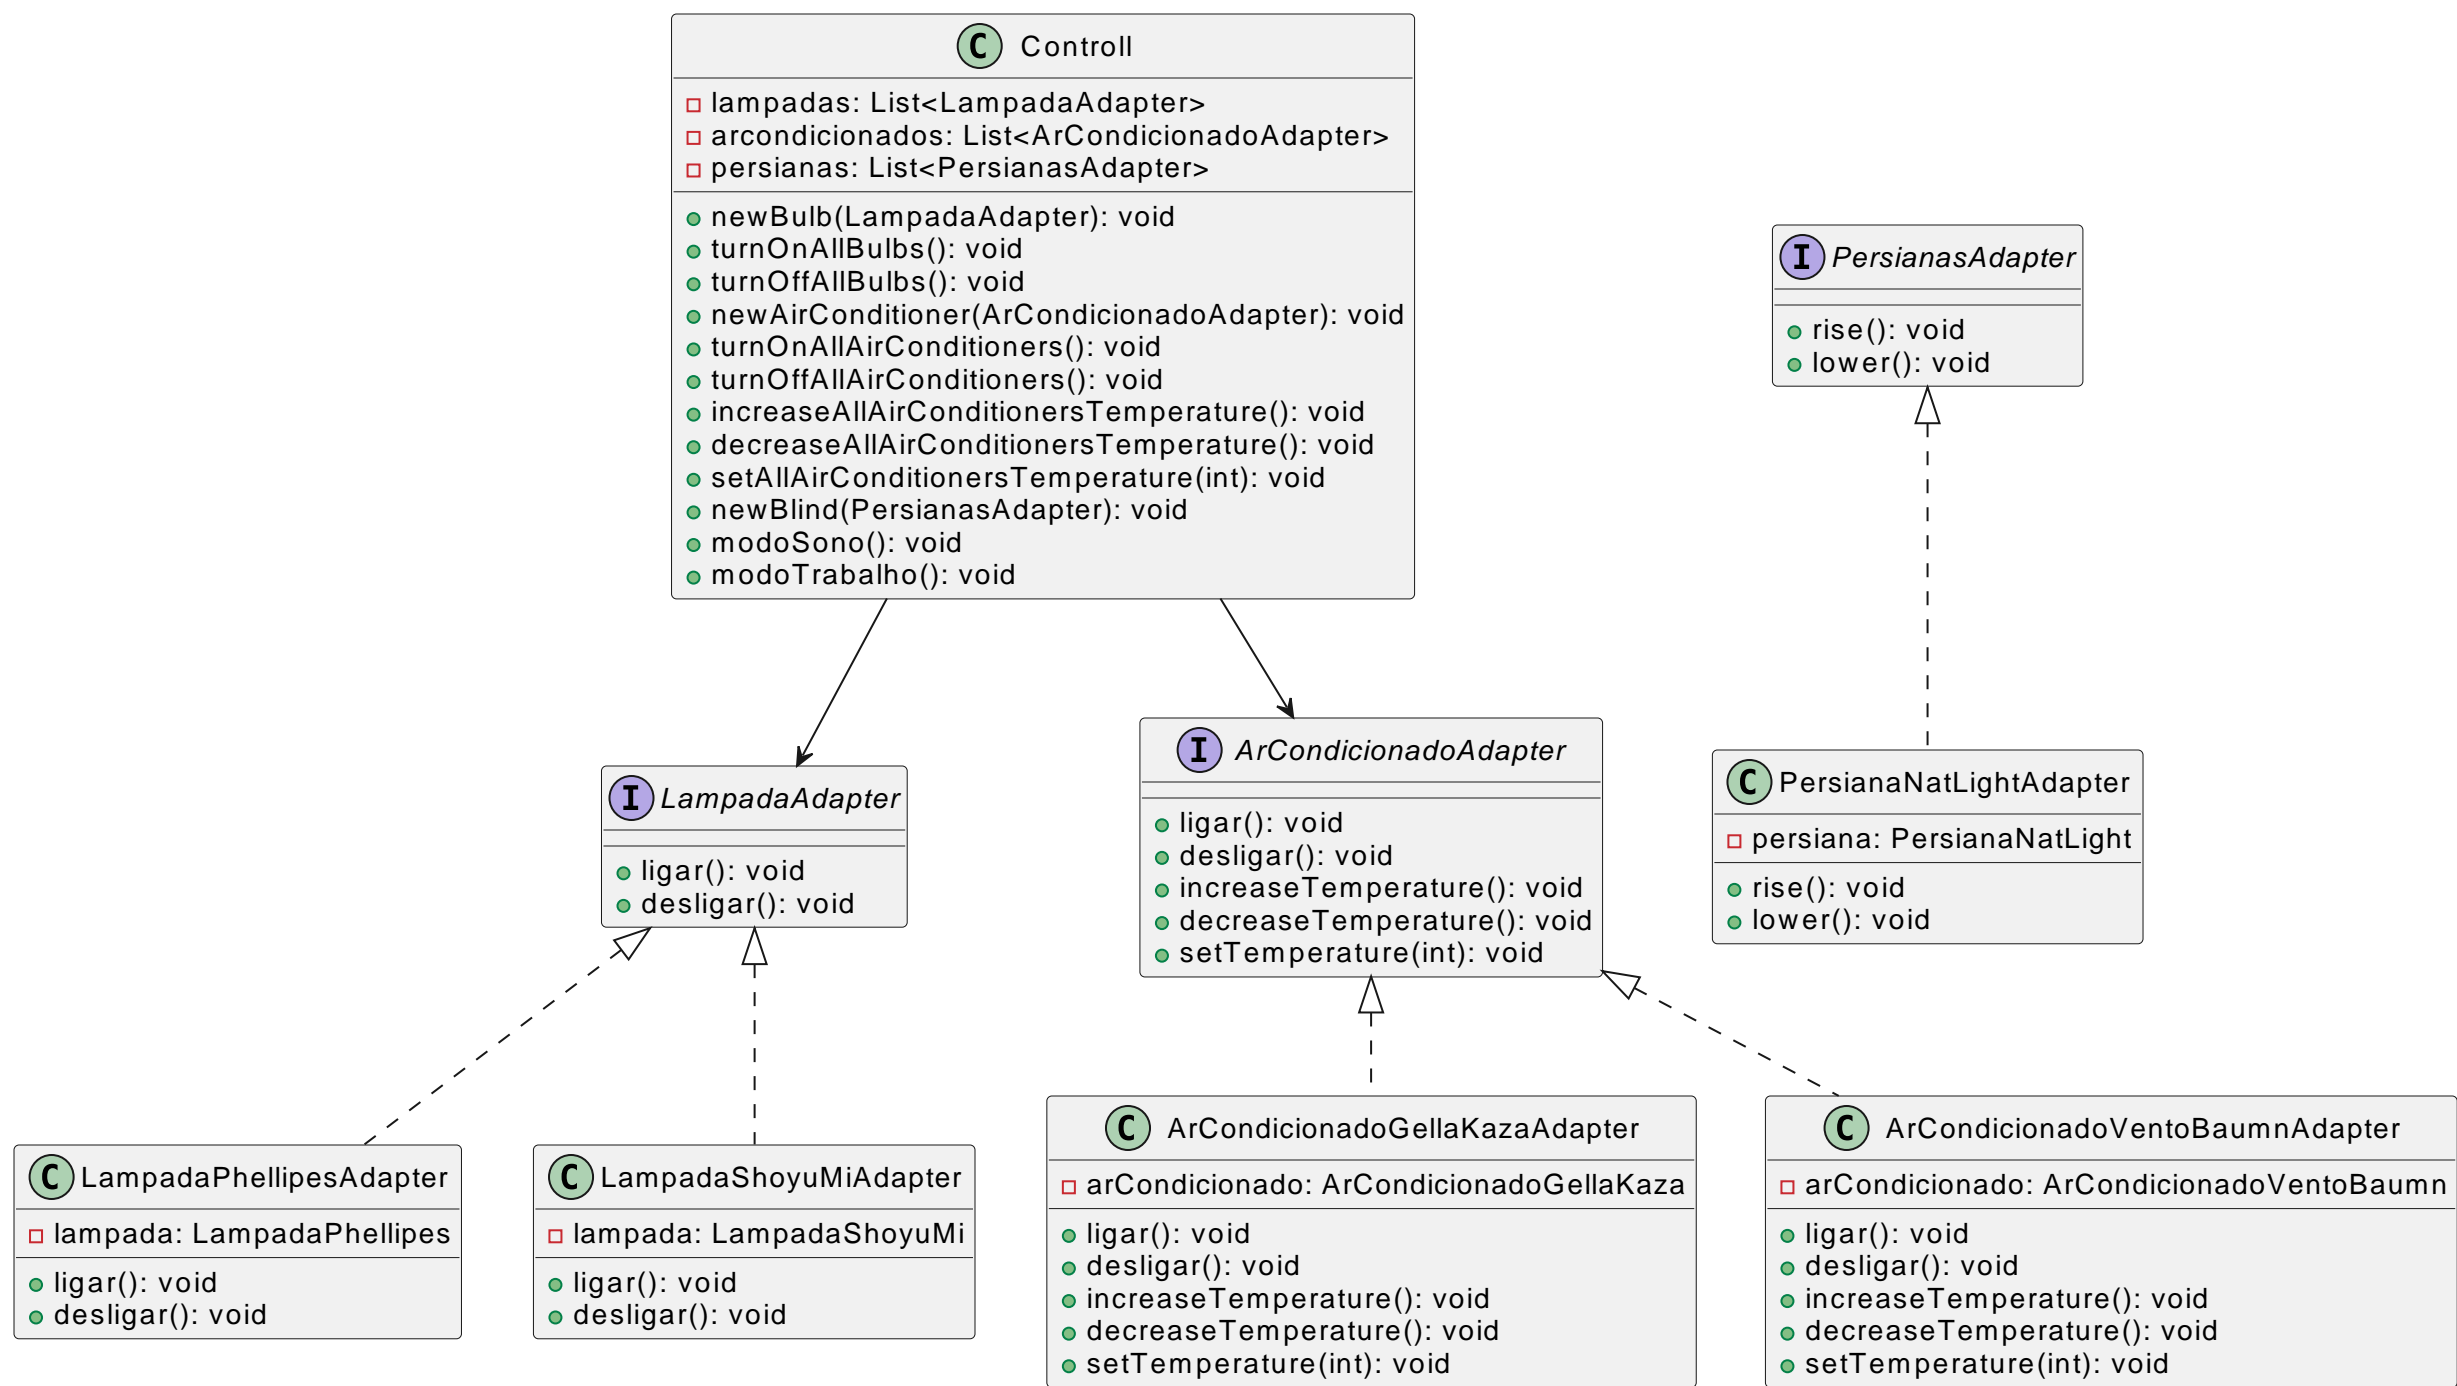 C Controll
lampadas: List<LampadaAdapter>
arcondicionados: List<ArCondicionadoAdapter>
persianas: List<PersianasAdapter>
newBulb(LampadaAdapter): void
turnOnAllBulbs(): void
turnOffAllBulbs(): void
newAirConditioner(ArCondicionadoAdapter): void
turnOnAllAirConditioners(): void
turnOffAllAirConditioners(): void
increaseAllAirConditionersTemperature(): void
decreaseAllAirConditionersTemperature(): void
setAllAirConditionersTemperature(int): void
newBlind(PersianasAdapter): void
modoSono(): void
modoTrabalho(): void
I PersianasAdapter
rise(): void
lower(): void
I LampadaAdapter
ligar(): void
desligar(): void
I ArCondicionadoAdapter
ligar(): void
desligar(): void
increaseTemperature(): void
decreaseTemperature(): void
setTemperature(int): void
C PersianaNatLightAdapter
persiana: PersianaNatLight
rise(): void
lower(): void
C LampadaPhellipesAdapter
lampada: LampadaPhellipes
ligar(): void
desligar(): void
C LampadaShoyuMiAdapter
lampada: LampadaShoyuMi
ligar(): void
desligar(): void
C ArCondicionadoGellaKazaAdapter
arCondicionado: ArCondicionadoGellaKaza
ligar(): void
desligar(): void
increaseTemperature(): void
decreaseTemperature(): void
setTemperature(int): void
C ArCondicionadoVentoBaumnAdapter
arCondicionado: ArCondicionadoVentoBaumn
ligar(): void
desligar(): void
increaseTemperature(): void
decreaseTemperature(): void
setTemperature(int): void